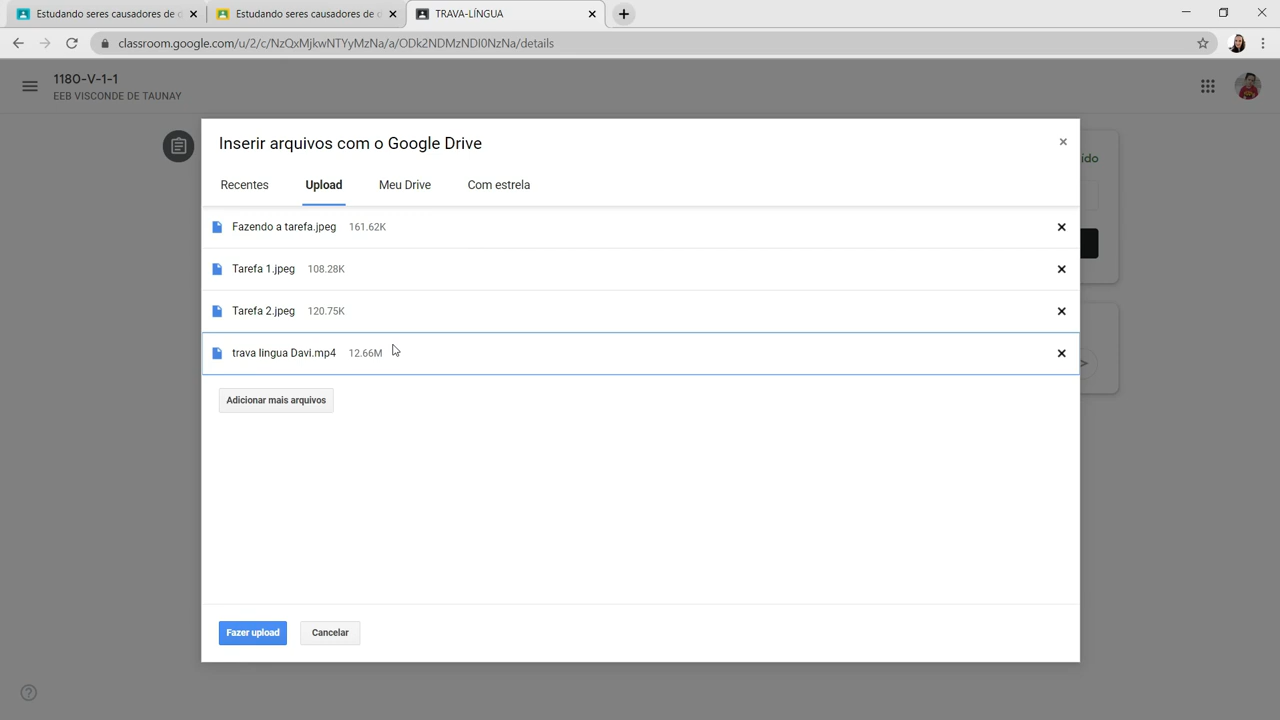 Estudando seres causadores de d
Estudando seres causadores de d
TRAVA-LÍNGUA
classroom.google.com/u/2/c/NzQxMjkwNTYyMzNa/a/ODk2NDMzNDI0NzNa/details
1180-V-1-1
EEB VISCONDE DE TAUNAY
Inserir arquivos com o Google Drive
ído
Recentes Upload Meu Drive Com estrela
Fazendo a tarefa.jpeg 161.62K
Tarefa 1.jpeg 108.28K
Tarefa 2.jpeg 120.75K
trava lingua Davi.mp4 12.66M
Adicionar mais arquivos
Fazer upload Cancelar